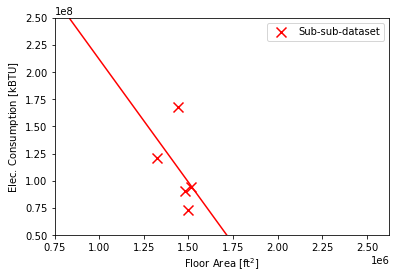 1e8
Sub-sub-dataset
2.50
2.25
2.00
1.75
1.50
1.25
1.00
0.75
0.50
Elec. Consumption [kBTU]
0.75 1.00 1.25 1.50 1.75 2.00 2.25 2.50
1e6
Floor Area [ft²]